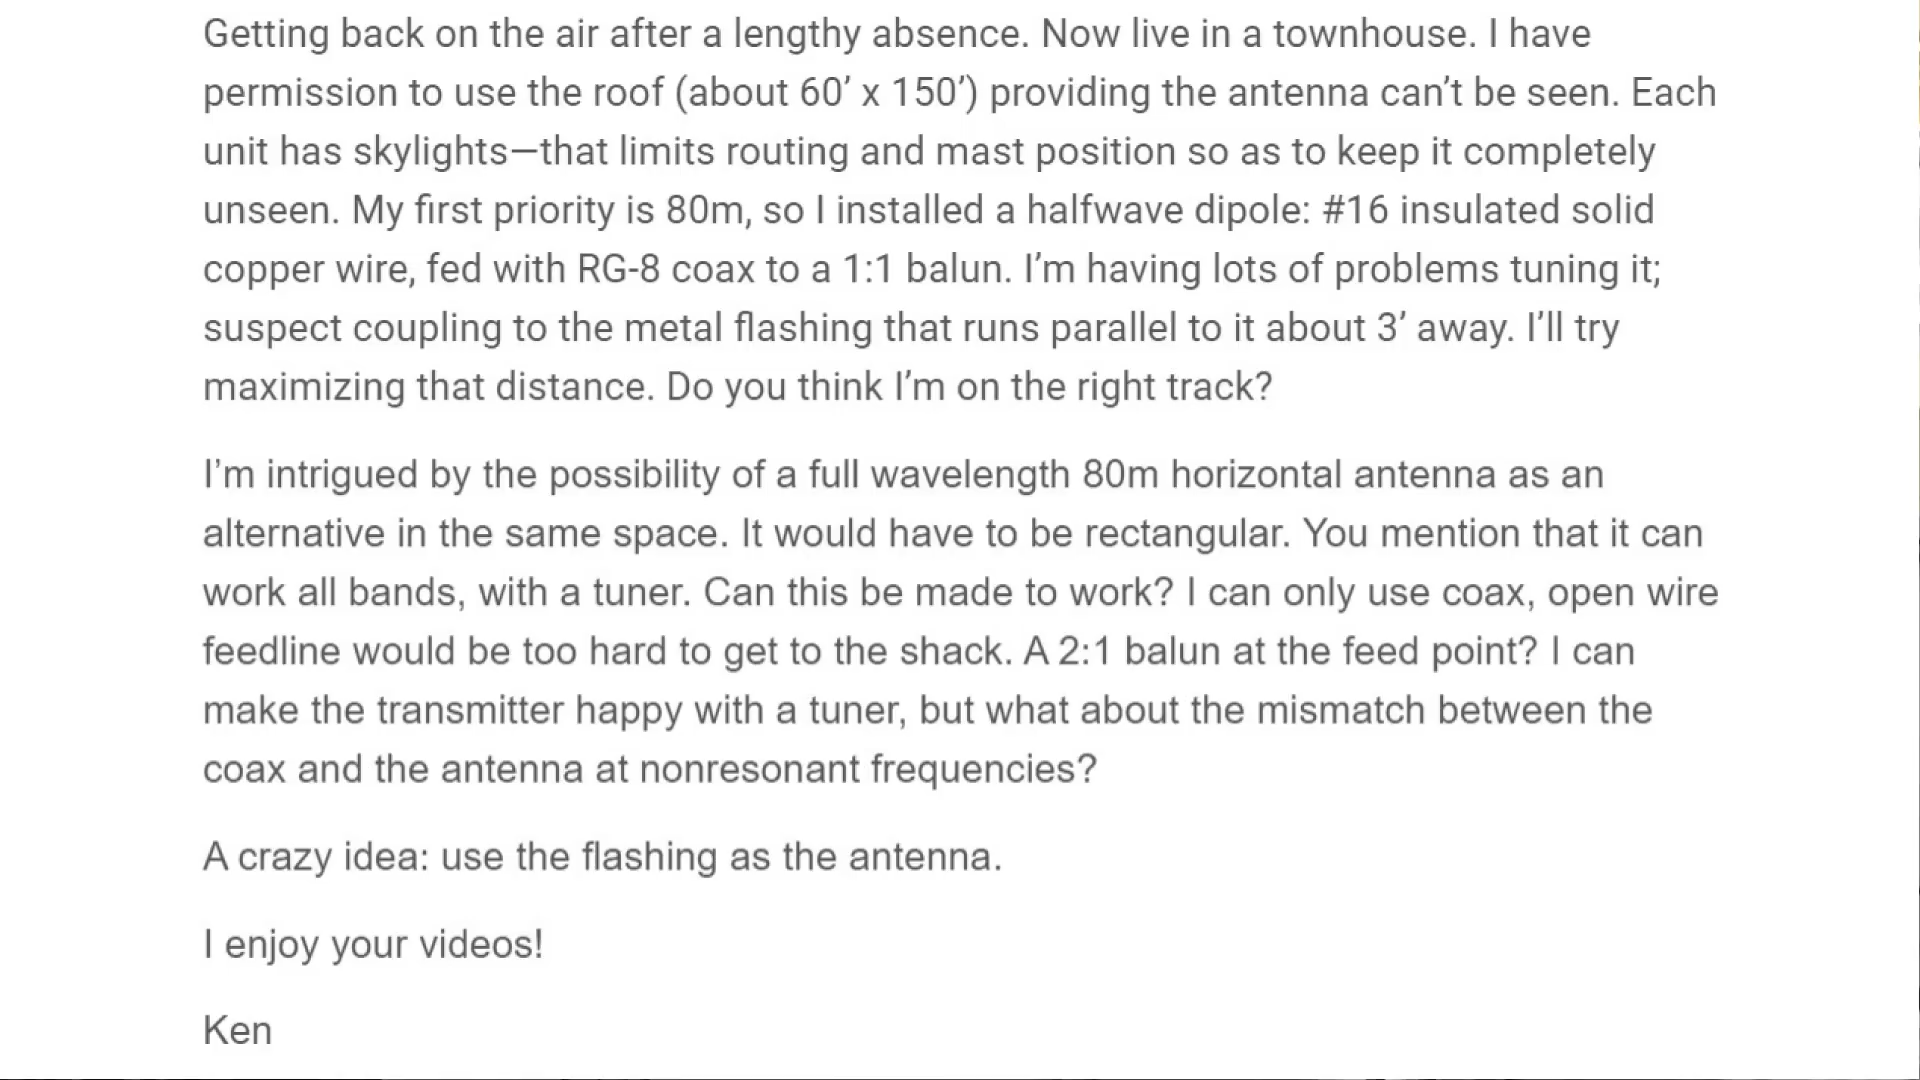 Getting back on the air after a lengthy absence. Now live in a townhouse. I have
permission to use the roof (about 60’ x 150’) providing the antenna can’t be seen. Each
unit has skylights—that limits routing and mast position so as to keep it completely
unseen. My first priority is 80m, so I installed a halfwave dipole: #16 insulated solid
copper wire, fed with RG-8 coax to a 1:1 balun. I’m having lots of problems tuning it;
suspect coupling to the metal flashing that runs parallel to it about 3’ away. I’ll try
maximizing that distance. Do you think I’m on the right track?
I’m intrigued by the possibility of a full wavelength 80m horizontal antenna as an
alternative in the same space. It would have to be rectangular. You mention that it can
work all bands, with a tuner. Can this be made to work? I can only use coax, open wire
feedline would be too hard to get to the shack. A 2:1 balun at the feed point? I can
make the transmitter happy with a tuner, but what about the mismatch between the
coax and the antenna at nonresonant frequencies?
A crazy idea: use the flashing as the antenna.
I enjoy your videos!
Ken